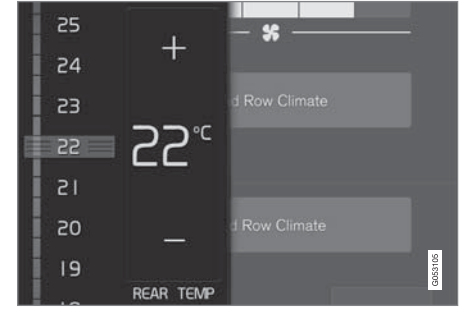 25
24
23
22
21
20
19
+
22°C
−
REAR TEMP
Row Climate
Row Climate
G053105